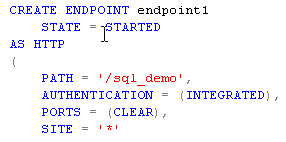 CREATE ENDPOINT endpoint1
STATE = STARTED
AS HTTP
(
PATH = '/sql_demo',
AUTHENTICATION = (INTEGRATED),
PORTS = (CLEAR),
SITE = '*'